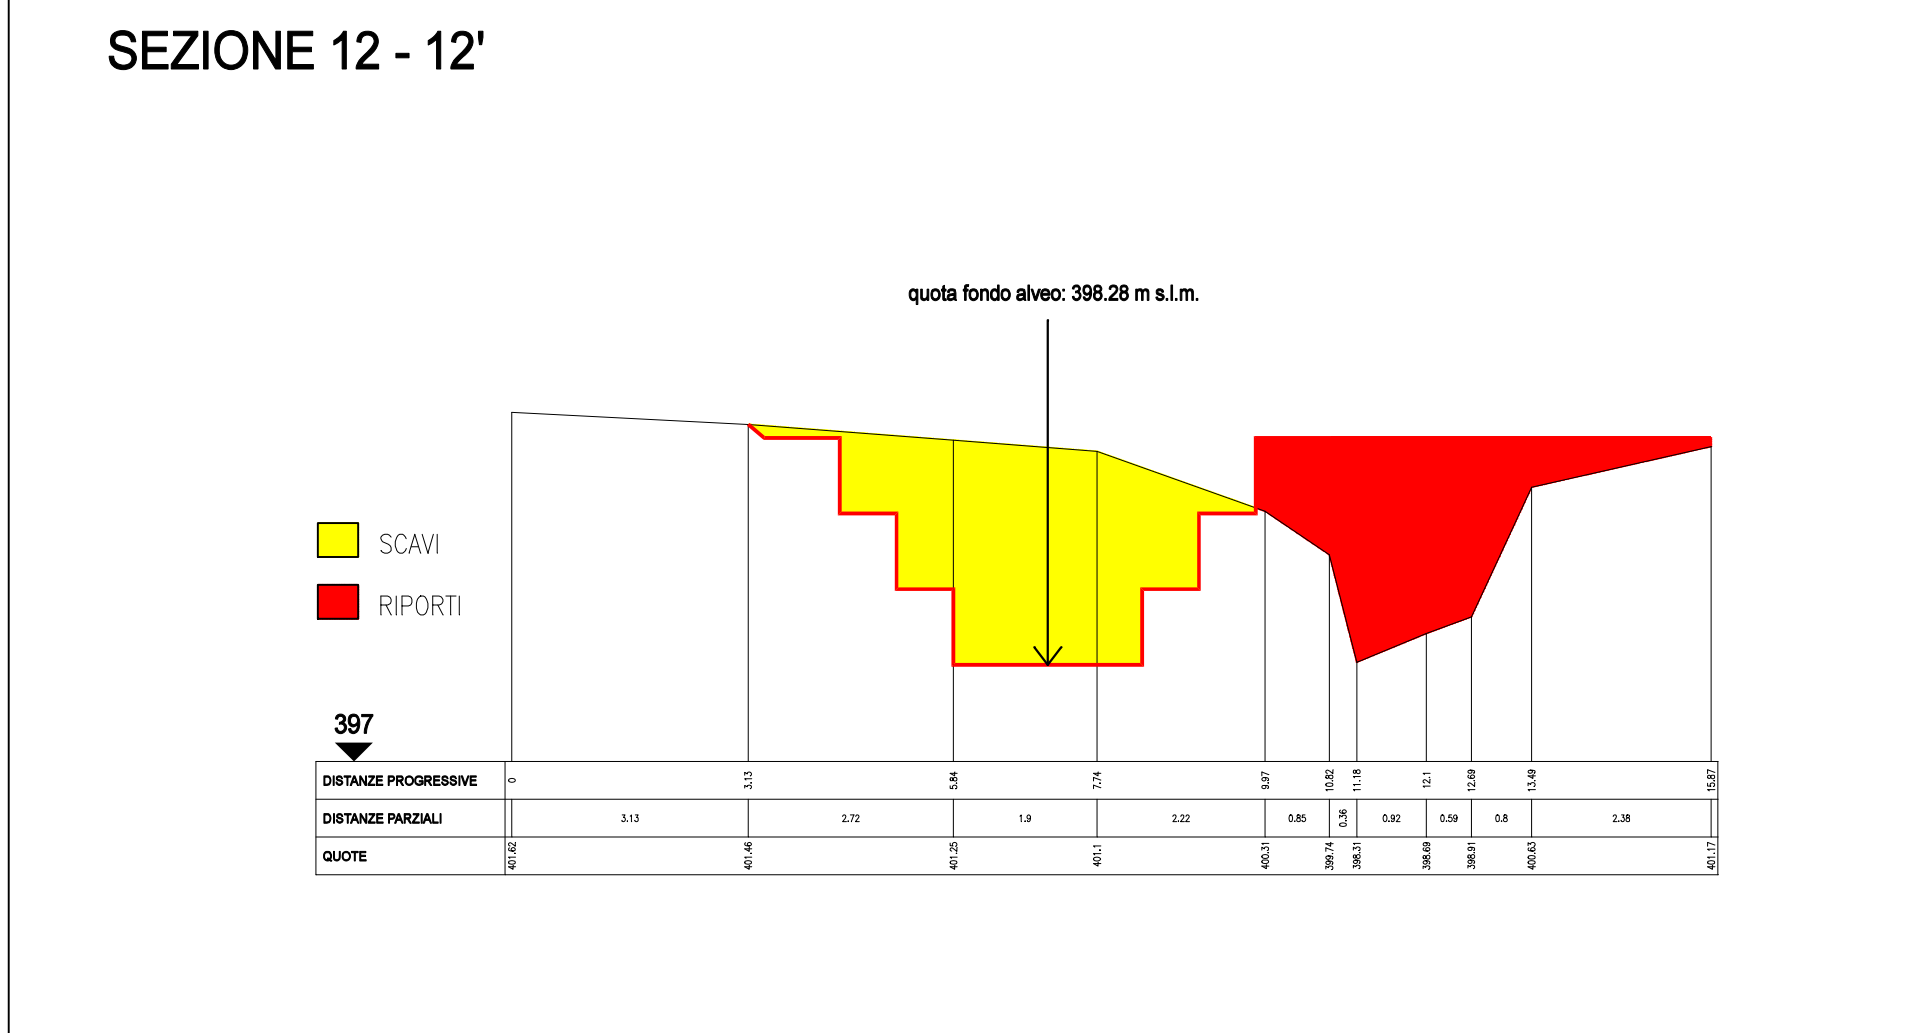 SEZIONE 12 - 12'
quota fondo alveo: 398.28 m s.l.m.
SCAVI
RIPORTI
397
DISTANZE PROGRESSIVE 0 3.13 5.84 7.74 9.97 10.82 11.18 12.1 12.69 13.49 15.87
DISTANZE PARZIALI 3.13 2.72 1.9 2.22 0.85 0.36 0.92 0.59 0.8 2.38
QUOTE 401.62 401.46 401.25 401.1 400.31 399.74 398.31 398.69 398.91 400.63 401.17